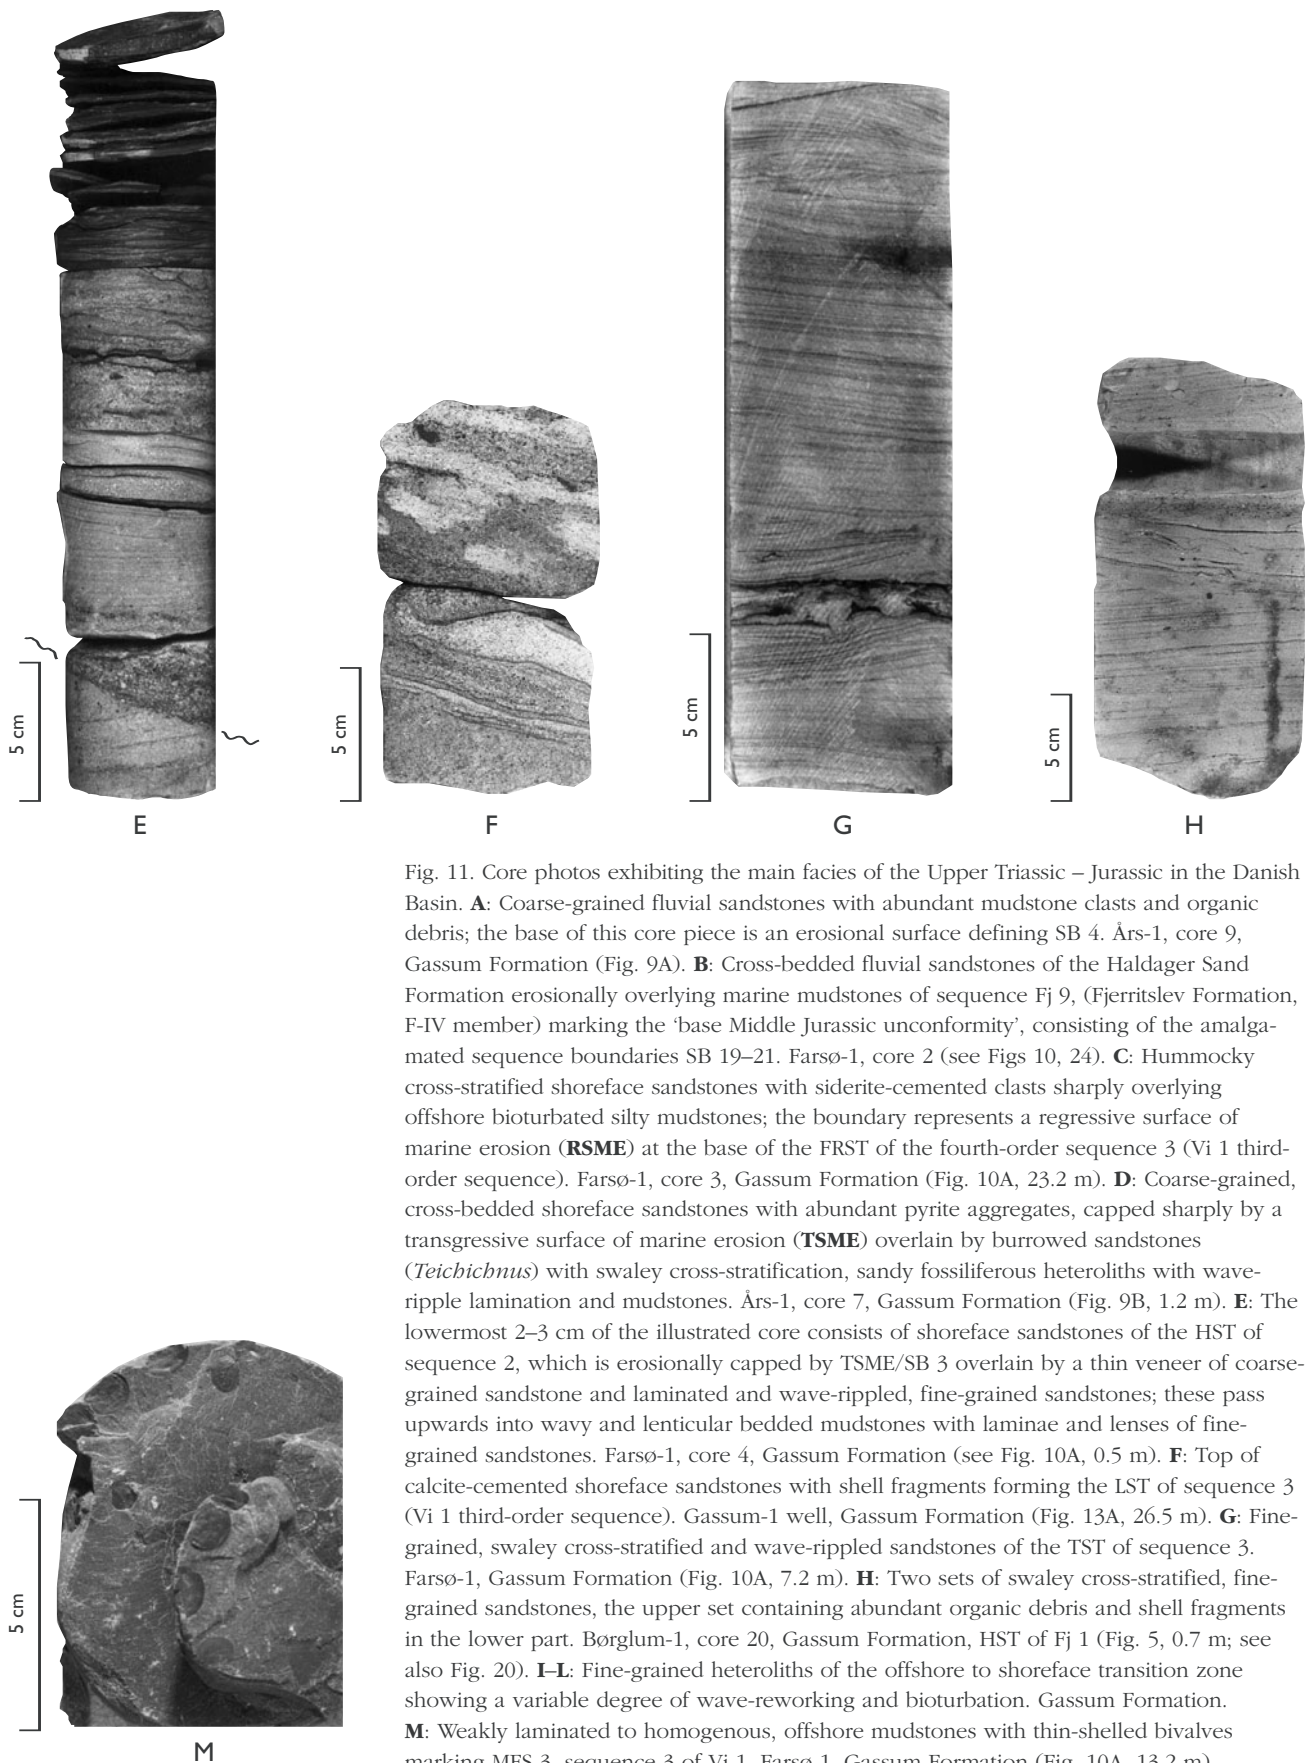 5 cm
5 cm
5 cm
5 cm
E
F
G
H
Fig. 11. Core photos exhibiting the main facies of the Upper Triassic – Jurassic in the Danish
Basin. A: Coarse-grained fluvial sandstones with abundant mudstone clasts and organic
debris; the base of this core piece is an erosional surface defining SB 4. Års-1, core 9,
Gassum Formation (Fig. 9A). B: Cross-bedded fluvial sandstones of the Haldager Sand
Formation erosionally overlying marine mudstones of sequence Fj 9, (Fjerritslev Formation,
F-IV member) marking the ‘base Middle Jurassic unconformity’, consisting of the amalga-
mated sequence boundaries SB 19–21. Farsø-1, core 2 (see Figs 10, 24). C: Hummocky
cross-stratified shoreface sandstones with siderite-cemented clasts sharply overlying
offshore bioturbated silty mudstones; the boundary represents a regressive surface of
marine erosion (RSME) at the base of the FRST of the fourth-order sequence 3 (Vi 1 third-
order sequence). Farsø-1, core 3, Gassum Formation (Fig. 10A, 23.2 m). D: Coarse-grained,
cross-bedded shoreface sandstones with abundant pyrite aggregates, capped sharply by a
transgressive surface of marine erosion (TSME) overlain by burrowed sandstones
(Teichichnus) with swaley cross-stratification, sandy fossiliferous heteroliths with wave-
ripple lamination and mudstones. Års-1, core 7, Gassum Formation (Fig. 9B, 1.2 m). E: The
lowermost 2–3 cm of the illustrated core consists of shoreface sandstones of the HST of
sequence 2, which is erosionally capped by TSME/SB 3 overlain by a thin veneer of coarse-
grained sandstone and laminated and wave-rippled, fine-grained sandstones; these pass
upwards into wavy and lenticular bedded mudstones with laminae and lenses of fine-
grained sandstones. Farsø-1, core 4, Gassum Formation (see Fig. 10A, 0.5 m). F: Top of
calcite-cemented shoreface sandstones with shell fragments forming the LST of sequence 3
(Vi 1 third-order sequence). Gassum-1 well, Gassum Formation (Fig. 13A, 26.5 m). G: Fine-
grained, swaley cross-stratified and wave-rippled sandstones of the TST of sequence 3.
Farsø-1, Gassum Formation (Fig. 10A, 7.2 m). H: Two sets of swaley cross-stratified, fine-
grained sandstones, the upper set containing abundant organic debris and shell fragments
in the lower part. Børglum-1, core 20, Gassum Formation, HST of Fj 1 (Fig. 5, 0.7 m; see
also Fig. 20). I–L: Fine-grained heteroliths of the offshore to shoreface transition zone
showing a variable degree of wave-reworking and bioturbation. Gassum Formation.
M: Weakly laminated to homogenous, offshore mudstones with thin-shelled bivalves
marking MFS 3, sequence 3 of Vi 1. Farsø-1, Gassum Formation (Fig. 10A, 13.2 m).
5 cm
M